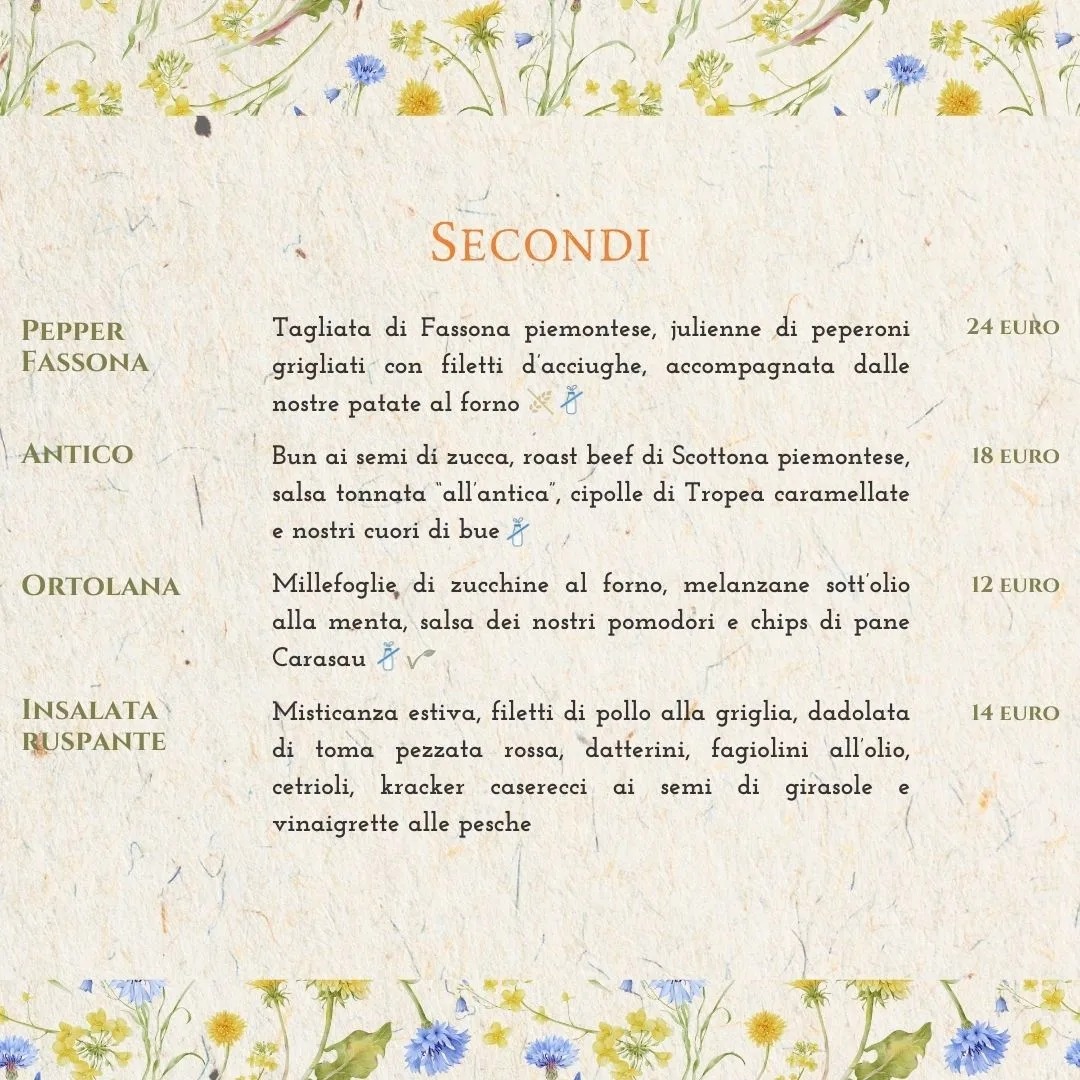 Secondi
Pepper Fassona
Tagliata di Fassona piemontese, julienne di peperoni
grigliati con filetti d'acciughe, accompagnata dalle
nostre patate al forno
24 euro
Antico
Bun ai semi di zucca, roast beef di Scottona piemontese,
salsa tonnata "all'antica", cipolle di Tropea caramellate
e nostri cuori di bue
18 euro
Ortolana
Millefoglie di zucchine al forno, melanzane sott'olio
alla menta, salsa dei nostri pomodori e chips di pane
Carasau
12 euro
Insalata ruspante
Misticanza estiva, filetti di pollo alla griglia, dadolata
di toma pezzata rossa, datterini, fagiolini all'olio,
cetrioli, kracker caserecci ai semi di girasole e
vinaigrette alle pesche
14 euro